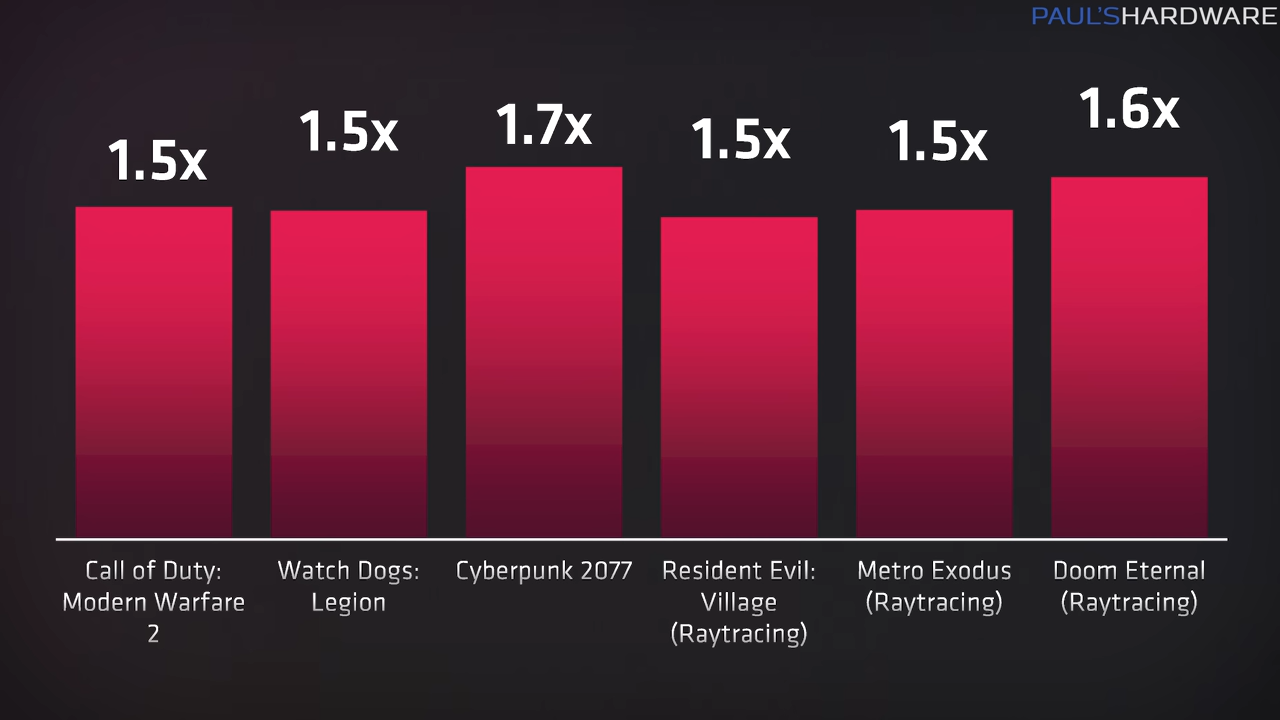 PAUL'SHARDWARE
1.5x
1.5x
1.7x
1.5x
1.5x
1.6x
Call of Duty:
Modern Warfare
2
Watch Dogs:
Legion
Cyberpunk 2077
Resident Evil:
Village
(Raytracing)
Metro Exodus
(Raytracing)
Doom Eternal
(Raytracing)